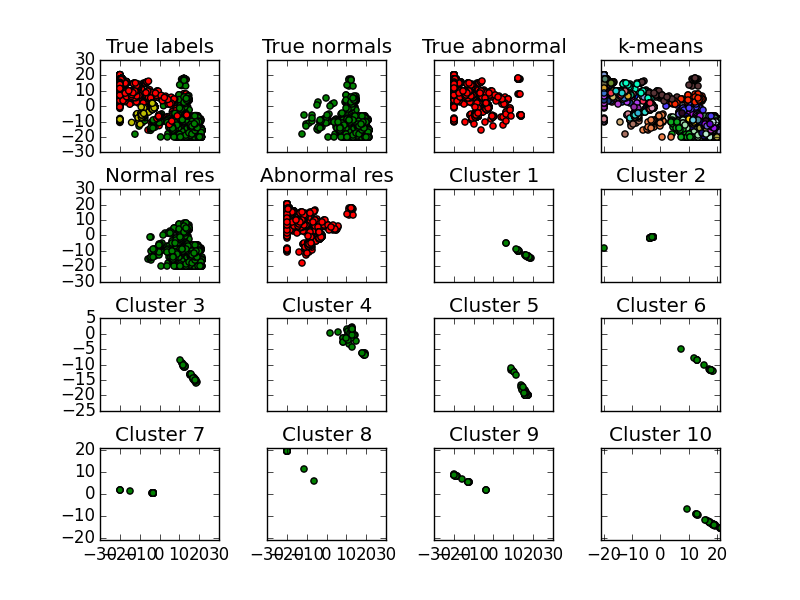 True labels
True normals
True abnormal
k-means
30
20
10
0
−10
−20
−30
Normal res
Abnormal res
Cluster 1
Cluster 2
30
20
10
0
−10
−20
−30
Cluster 3
Cluster 4
Cluster 5
Cluster 6
5
0
−5
−10
−15
−20
−25
Cluster 7
Cluster 8
Cluster 9
Cluster 10
20
10
0
−10
−20
−30−20−10 0 10 20 30
−30−20−10 0 10 20 30
−30−20−10 0 10 20 30
−20 −10 0 10 20